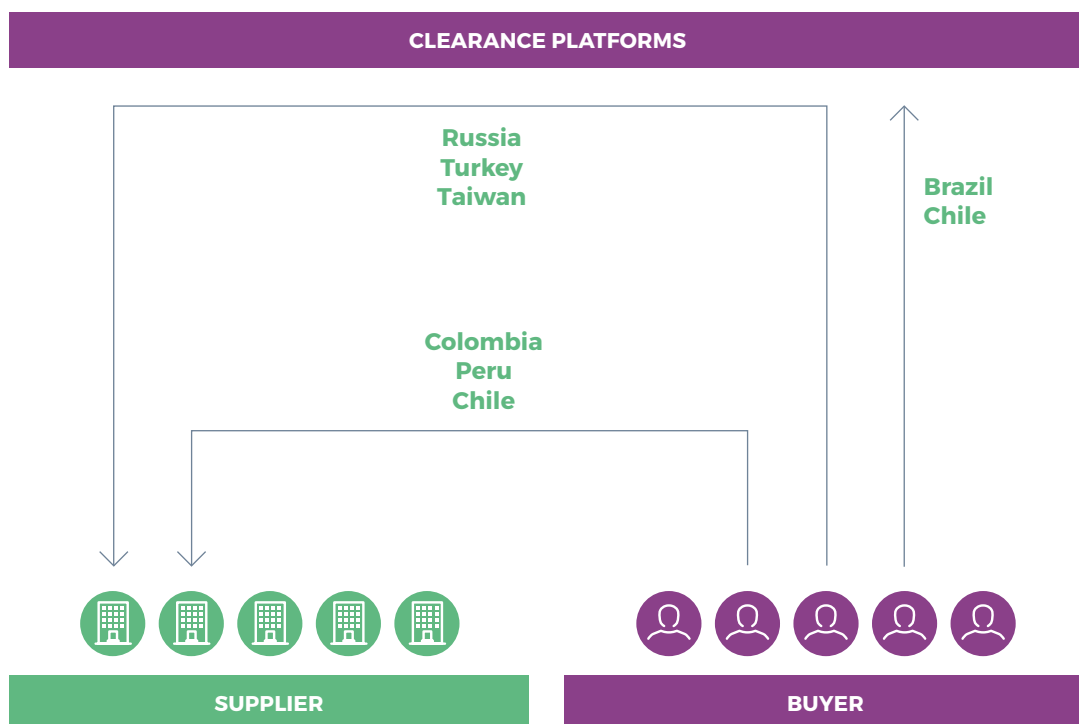 CLEARANCE PLATFORMS
Russia
Turkey
Taiwan
Brazil
Chile
Colombia
Peru
Chile
SUPPLIER
BUYER